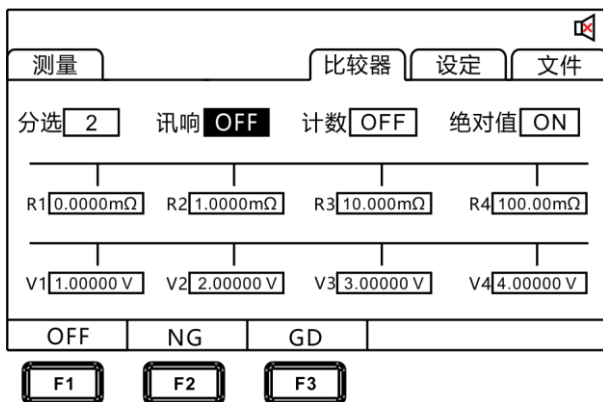 测量 比较器 设定 文件
分选 2 讯响 OFF 计数 OFF 绝对值 ON
R1 0.0000mΩ R2 1.0000mΩ R3 10.000mΩ R4 100.00mΩ
V1 1.00000 V V2 2.00000 V V3 3.00000 V V4 4.00000 V
OFF NG GD
F1 F2 F3